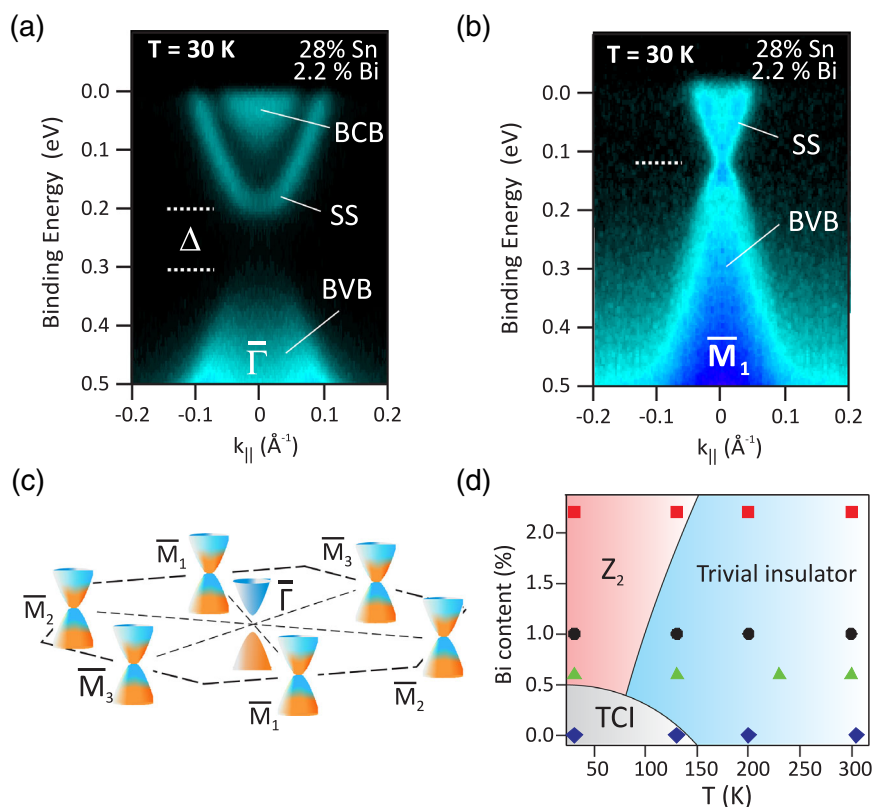 (a)
T = 30 K
28% Sn
2.2 % Bi
BCB
SS
Δ
BVB
Γ̅
0.0
0.1
0.2
0.3
0.4
0.5
Binding Energy (eV)
-0.2
-0.1
0
0.1
0.2
k|| (Å⁻¹)
(b)
T = 30 K
28% Sn
2.2 % Bi
SS
BVB
M̅₁
0.0
0.1
0.2
0.3
0.4
0.5
Binding Energy (eV)
-0.2
-0.1
0
0.1
0.2
k|| (Å⁻¹)
(c)
M̅₁
M̅₃
M̅₂
Γ̅
M̅₃
M̅₁
M̅₂
(d)
2.0
1.5
1.0
0.5
0.0
Bi content (%)
Z₂
Trivial insulator
TCI
50
100
150
200
250
300
T (K)